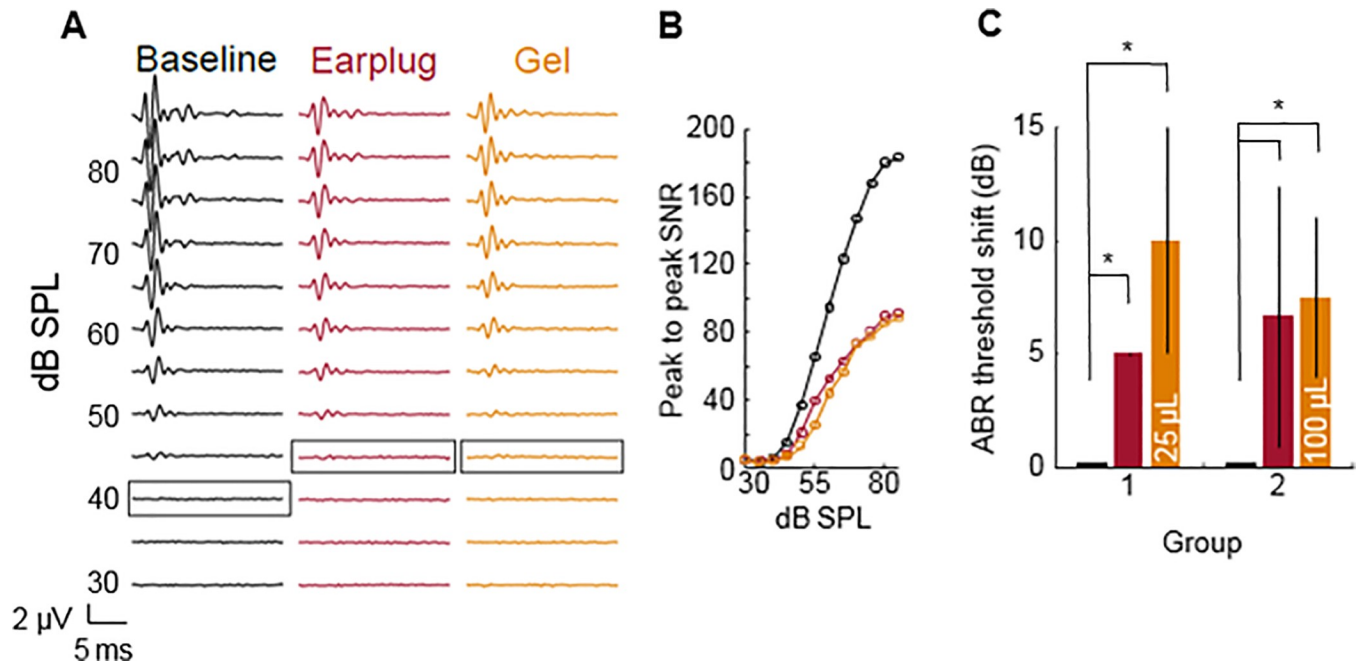 A
Baseline Earplug Gel
dB SPL
80
70
60
50
40
30
2 µV
5 ms
B
Peak to peak SNR
200
160
120
80
40
0
30 55 80
dB SPL
C
ABR threshold shift (dB)
15
10
5
0
* *
* *
25 µL
100 µL
1 2
Group